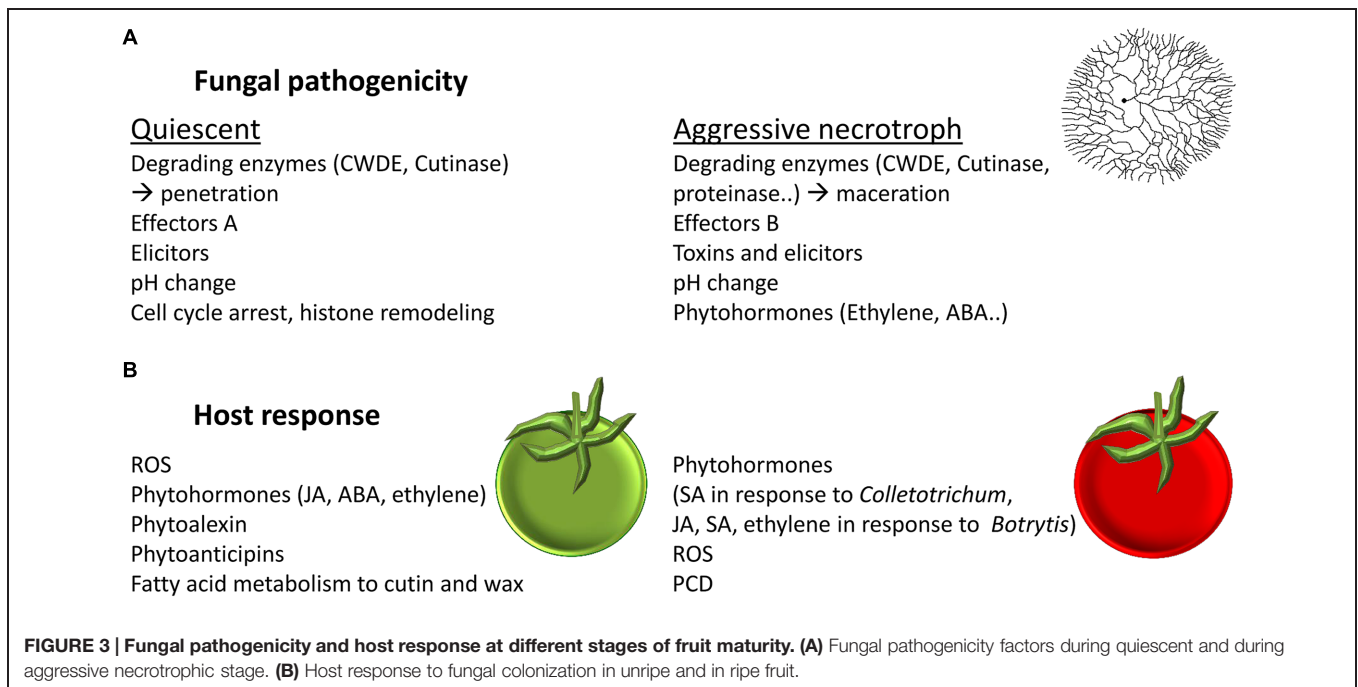 A
Fungal pathogenicity
Quiescent
Degrading enzymes (CWDE, Cutinase)
→ penetration
Effectors A
Elicitors
pH change
Cell cycle arrest, histone remodeling
Aggressive necrotroph
Degrading enzymes (CWDE, Cutinase,
proteinase..) → maceration
Effectors B
Toxins and elicitors
pH change
Phytohormones (Ethylene, ABA..)
B
Host response
ROS
Phytohormones (JA, ABA, ethylene)
Phytoalexin
Phytoanticipins
Fatty acid metabolism to cutin and wax
Phytohormones
(SA in response to Colletotrichum,
JA, SA, ethylene in response to Botrytis)
ROS
PCD
FIGURE 3 | Fungal pathogenicity and host response at different stages of fruit maturity. (A) Fungal pathogenicity factors during quiescent and during
aggressive necrotrophic stage. (B) Host response to fungal colonization in unripe and in ripe fruit.